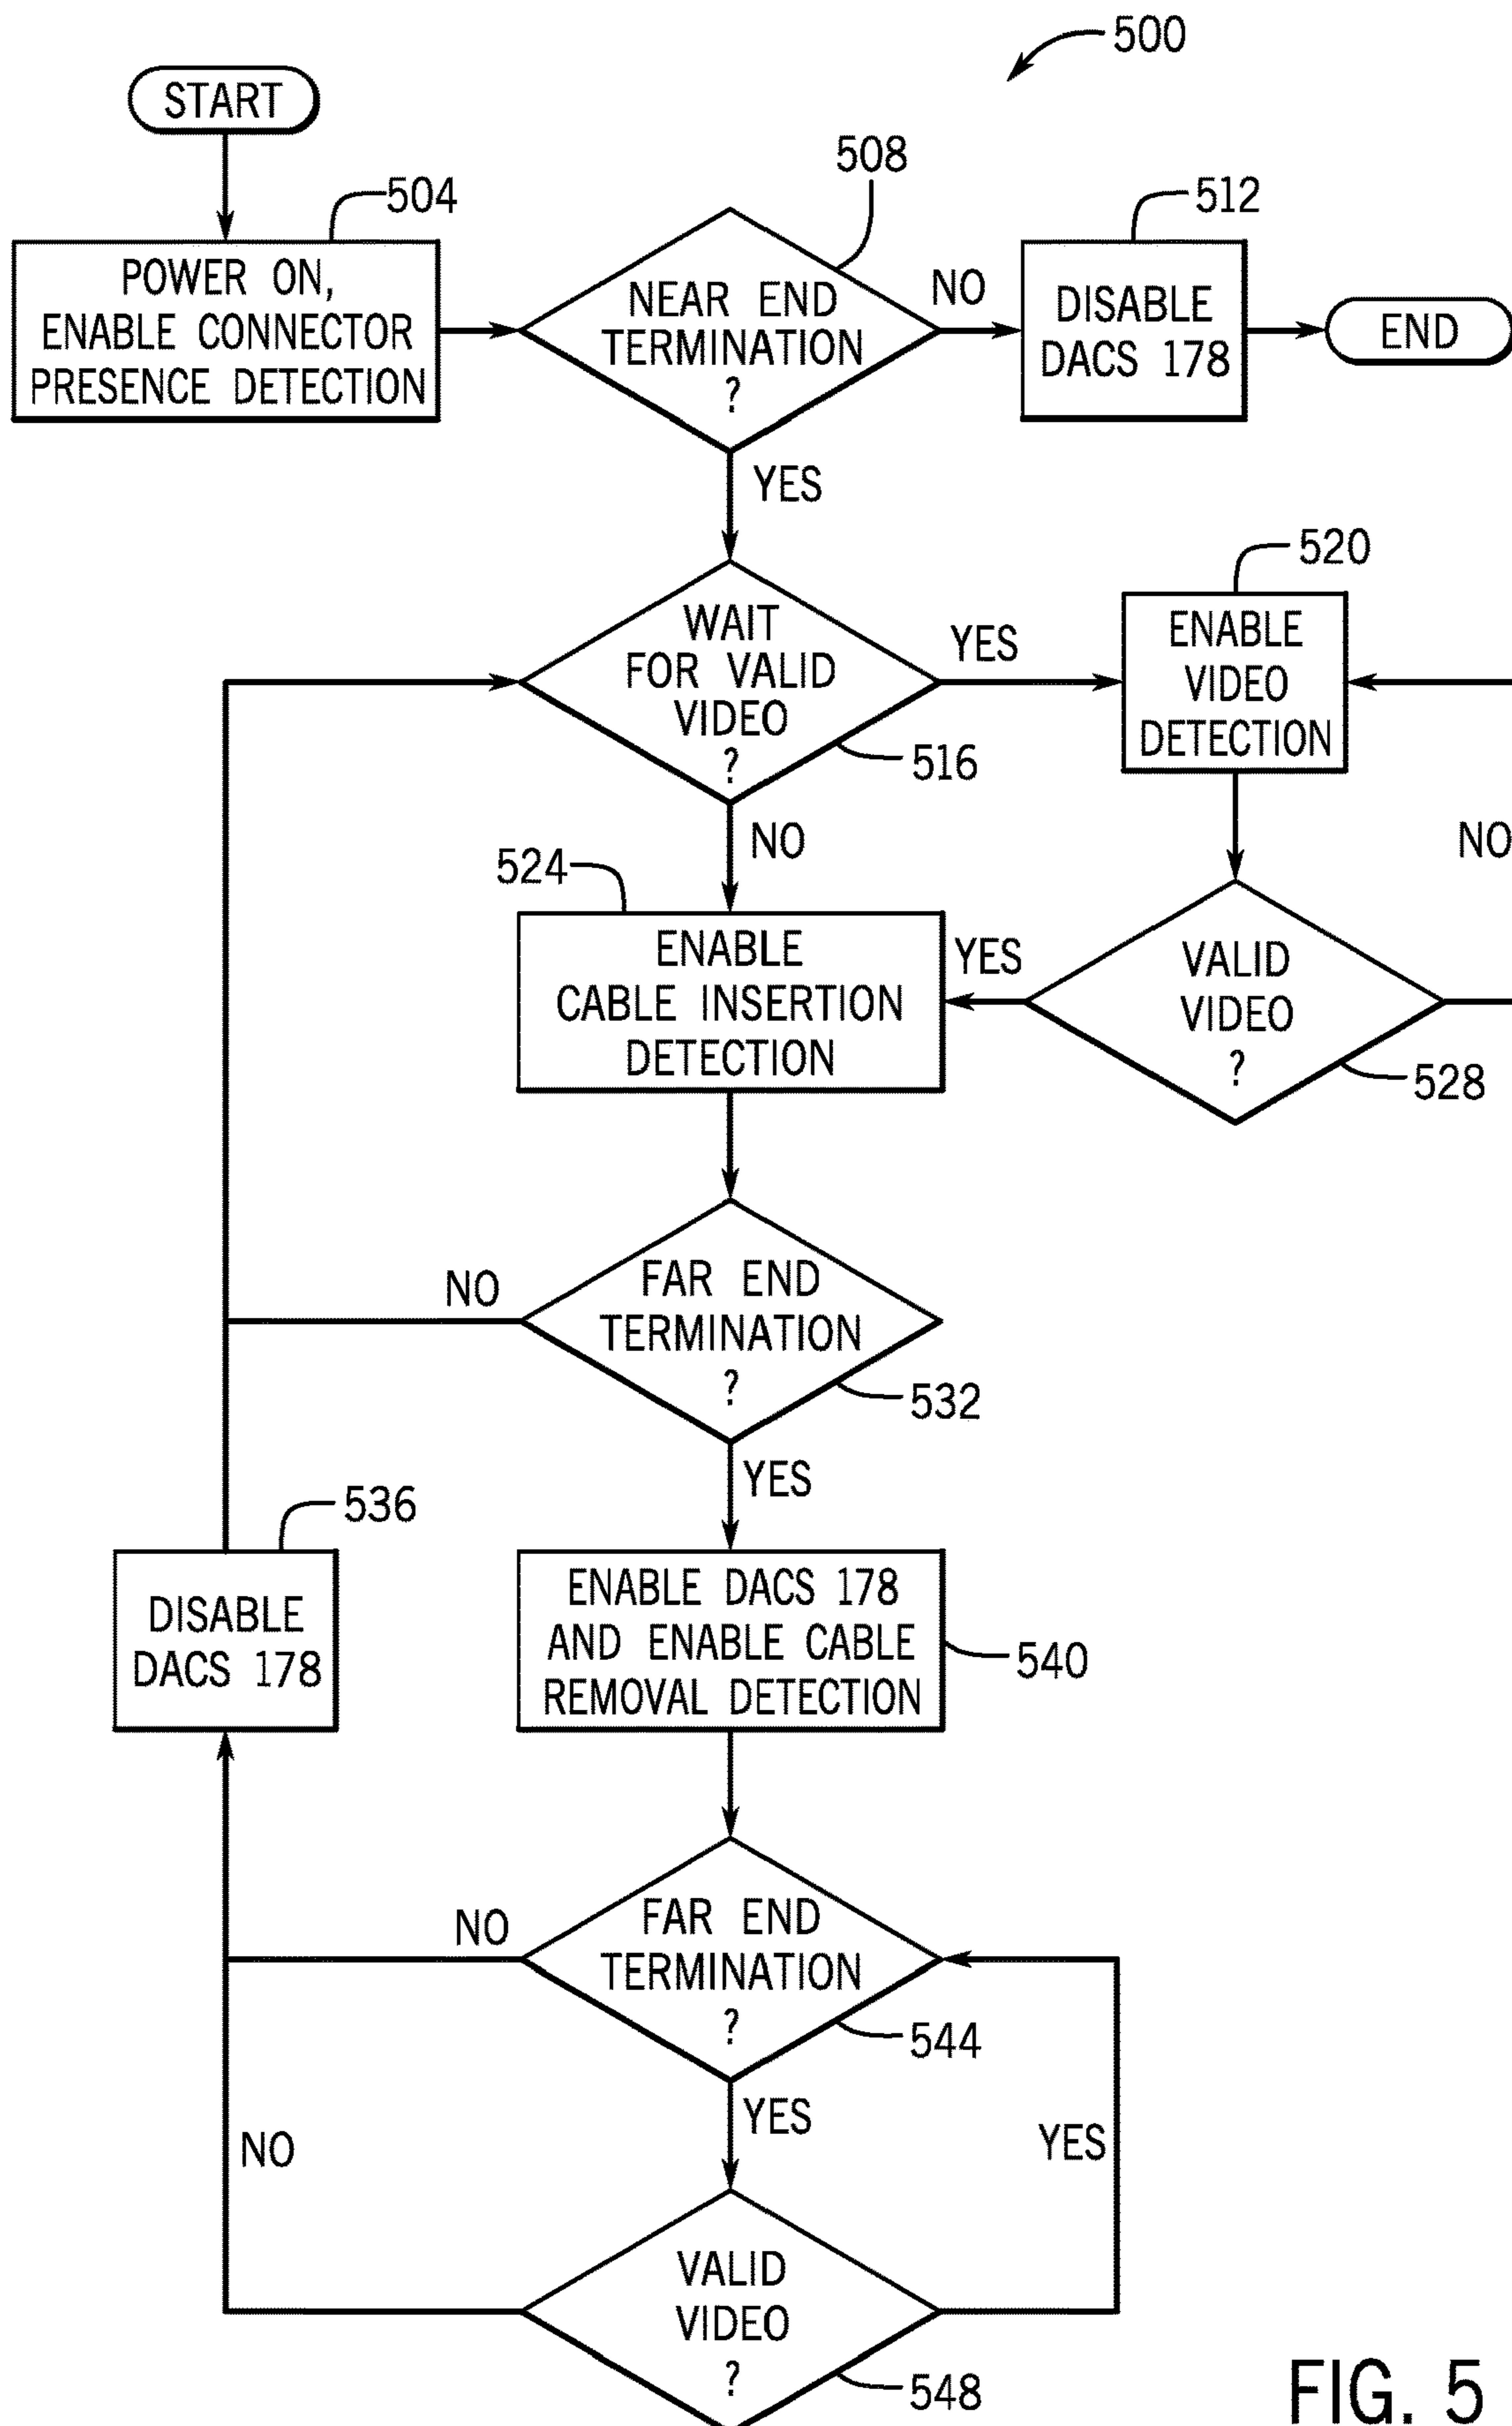 500
START
504
POWER ON,
ENABLE CONNECTOR
PRESENCE DETECTION
508
NEAR END
TERMINATION
?
NO
512
DISABLE
DACS 178
END
YES
WAIT
FOR VALID
VIDEO
?
516
YES
520
ENABLE
VIDEO
DETECTION
NO
NO
524
ENABLE
CABLE INSERTION
DETECTION
YES
VALID
VIDEO
?
528
FAR END
TERMINATION
?
532
NO
YES
536
DISABLE
DACS 178
ENABLE DACS 178
AND ENABLE CABLE
REMOVAL DETECTION
540
FAR END
TERMINATION
?
544
NO
YES
NO
YES
VALID
VIDEO
?
548
FIG. 5